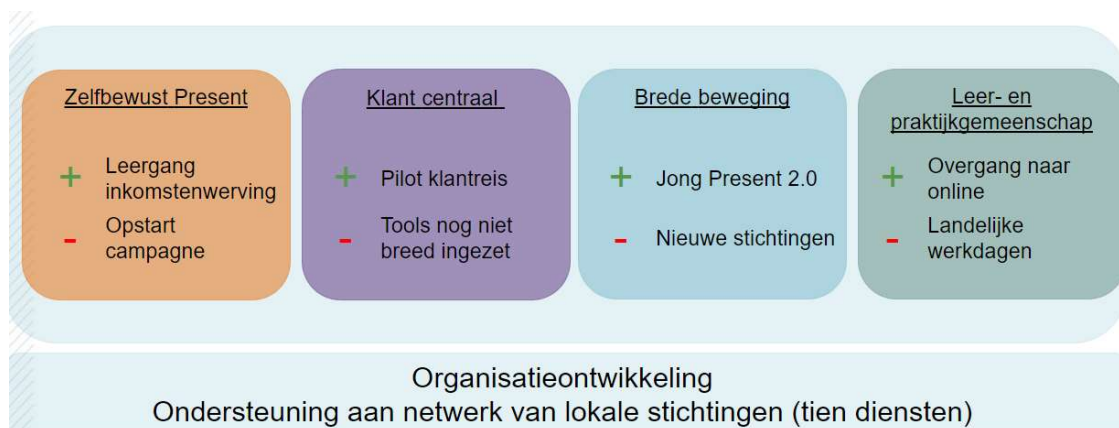 Zelfbewust Present
+ Leergang
inkomstenwerving
- Opstart
campagne
Klant centraal
+ Pilot klantreis
- Tools nog niet
breed ingezet
Brede beweging
+ Jong Present 2.0
- Nieuwe stichtingen
Leer- en
praktijkgemeenschap
+ Overgang naar
online
- Landelijke
werkdagen
Organisatieontwikkeling
Ondersteuning aan netwerk van lokale stichtingen (tien diensten)